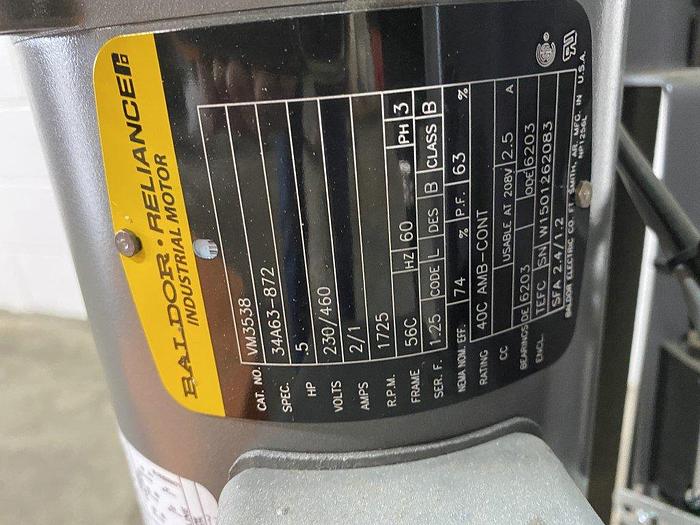 BALDOR · RELIANCE
INDUSTRIAL MOTOR
CAT. NO. VM3538
SPEC. 34A63-872
HP 5
VOLTS 230/460
AMPS 2/1
R.P.M. 1725
FRAME 56C HZ 60 PH 3
SER. F. 1.25 CODE L DES B CLASS B
NEMA NOM. EFF. 74 % P.F. 63 %
RATING 40C AMB-CONT
CC USABLE AT 208V 2.5 A
BEARINGS DE 6203 ODE 6203
ENCL. TEFC SN W1501262083
SFA 2.4/1.2
BALDOR ELECTRIC CO FT. SMITH, AR. MFG. IN U.S.A.
NP1256L